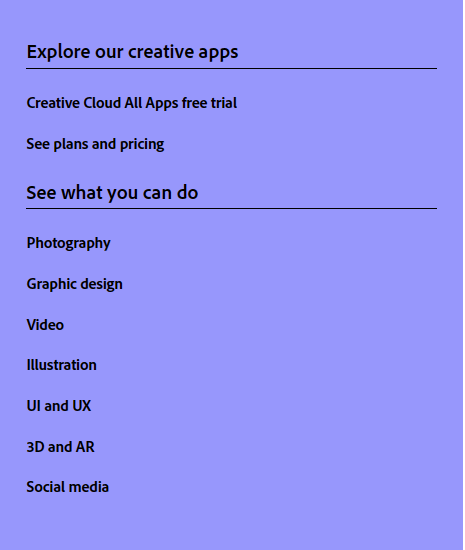 Explore our creative apps
Creative Cloud All Apps free trial
See plans and pricing
See what you can do
Photography
Graphic design
Video
Illustration
UI and UX
3D and AR
Social media